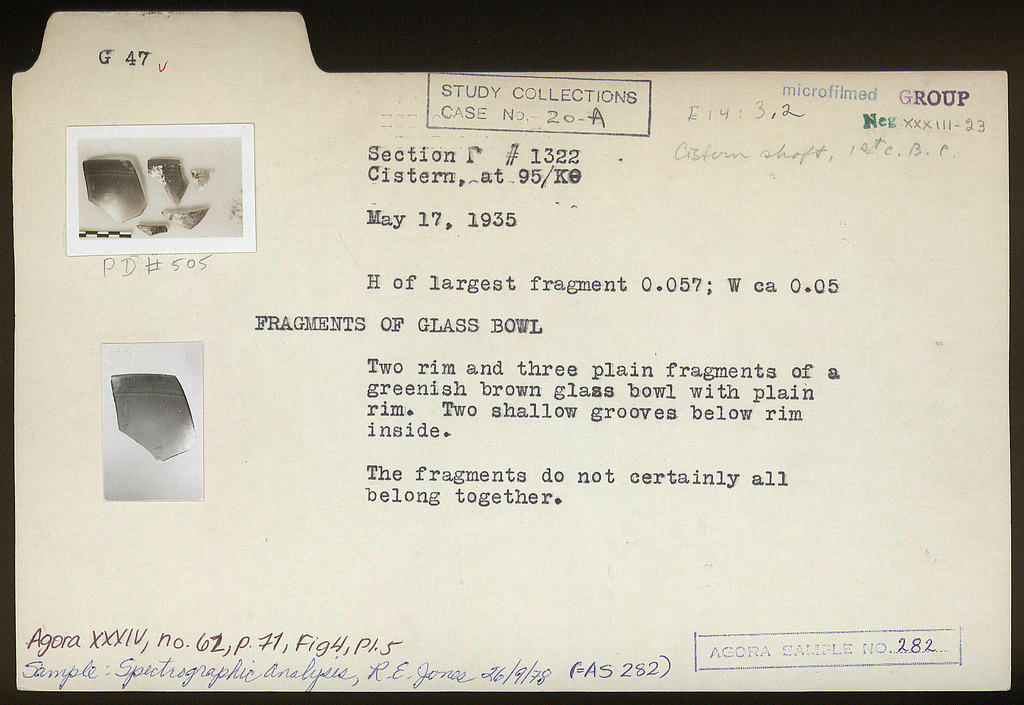 G 47 v
STUDY COLLECTIONS
CASE No. 20-A
microfilmed GROUP
E 14 : 3,2
Neg XXXIII-23
Cistern shaft, 1st c. B.C.
Section Γ # 1322
Cistern, at 95/ΚΘ
May 17, 1935
PD # 505
H of largest fragment 0.057; W ca 0.05
FRAGMENTS OF GLASS BOWL
Two rim and three plain fragments of a
greenish brown glass bowl with plain
rim. Two shallow grooves below rim
inside.
The fragments do not certainly all
belong together.
Agora XXXIV, no. 62, p. 71, Fig 4, Pl. 5
Sample: Spectrographic analysis, R.E. Jones 26/9/78 (=AS 282)
AGORA SAMPLE NO. 282